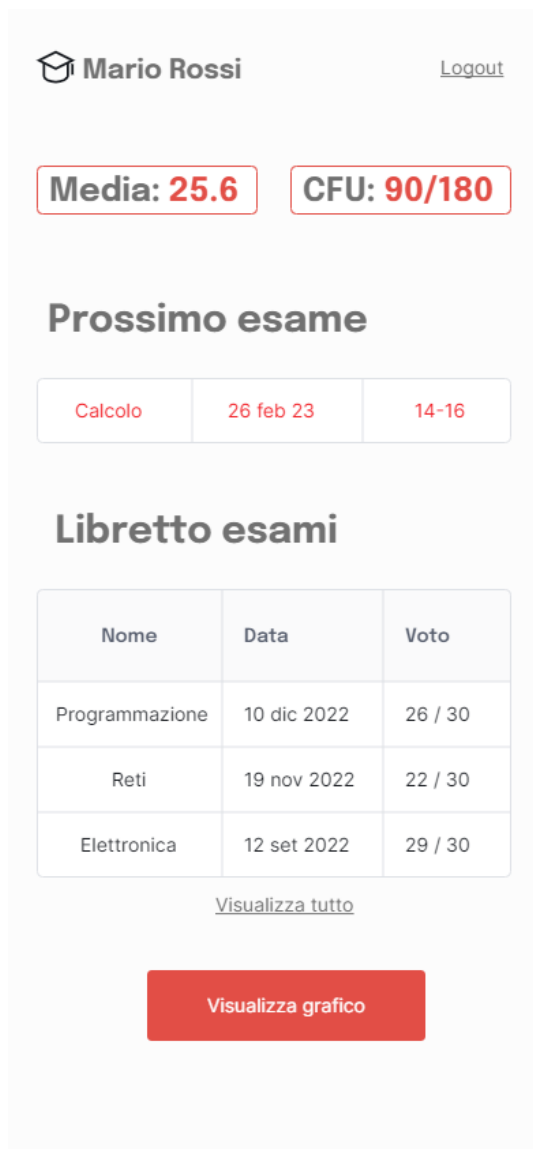 Mario Rossi Logout
Media: 25.6 CFU: 90/180
Prossimo esame
Calcolo 26 feb 23 14-16
Libretto esami
Nome Data Voto
Programmazione 10 dic 2022 26 / 30
Reti 19 nov 2022 22 / 30
Elettronica 12 set 2022 29 / 30
Visualizza tutto
Visualizza grafico